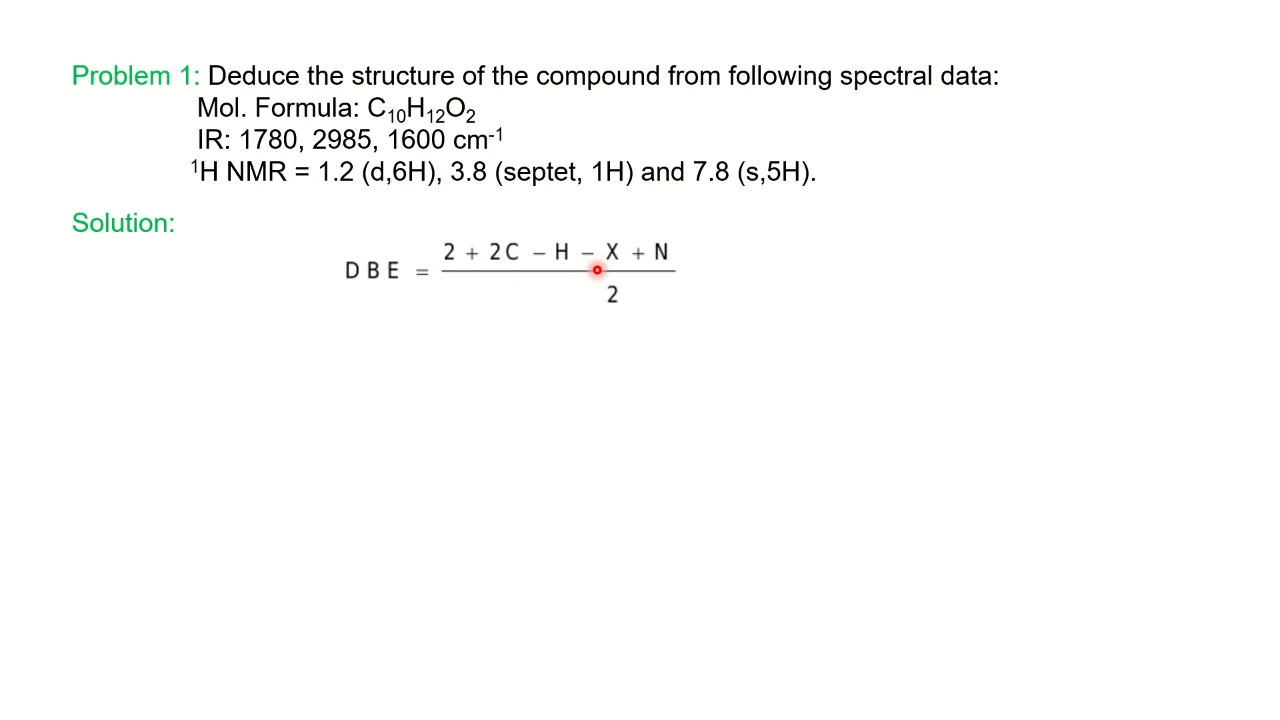 Problem 1: Deduce the structure of the compound from following spectral data:
Mol. Formula: C₁₀H₁₂O₂
IR: 1780, 2985, 1600 cm⁻¹
¹H NMR = 1.2 (d,6H), 3.8 (septet, 1H) and 7.8 (s,5H).
Solution:
2 + 2C − H − X + N
DBE =
2